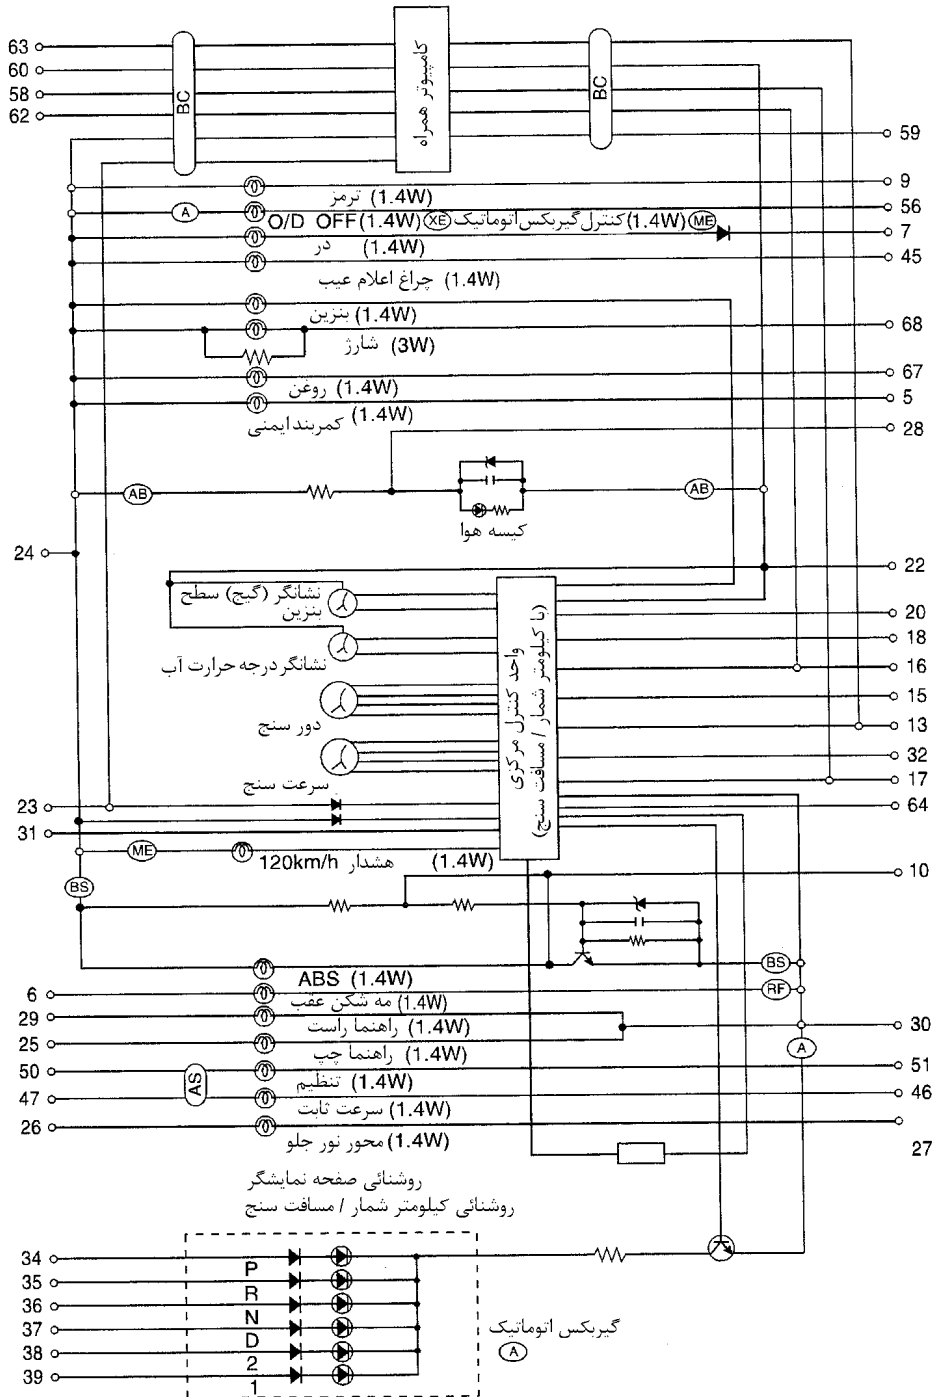 63
60
58
62
BC
کامپیوتر همراه
BC
59
9
ترمز (1.4W)
56
A
O/D OFF (1.4W) XE کنترل گیربکس اتوماتیک (1.4W) ME
7
در (1.4W)
45
چراغ اعلام عیب (1.4W)
بنزین (1.4W)
68
شارژ (3W)
67
روغن (1.4W)
5
کمربند ایمنی (1.4W)
28
AB
AB
کیسه هوا
24
22
نشانگر (گیج) سطح
بنزین
20
18
نشانگر درجه حرارت آب
16
واحد کنترل مرکزی
(با کیلومتر شمار / مسافت سنج)
15
دور سنج
13
32
سرعت سنج
17
23
64
31
ME
120km/h هشدار (1.4W)
10
BS
BS
ABS (1.4W)
6
RF
مه شکن عقب (1.4W)
29
راهنما راست (1.4W)
30
25
راهنما چپ (1.4W)
A
50
51
AS
تنظیم (1.4W)
47
46
سرعت ثابت (1.4W)
26
محور نور جلو (1.4W)
27
روشنائی صفحه نمایشگر
روشنائی کیلومتر شمار / مسافت سنج
34
P
35
R
36
N
37
D
38
2
39
1
گیربکس اتوماتیک
A